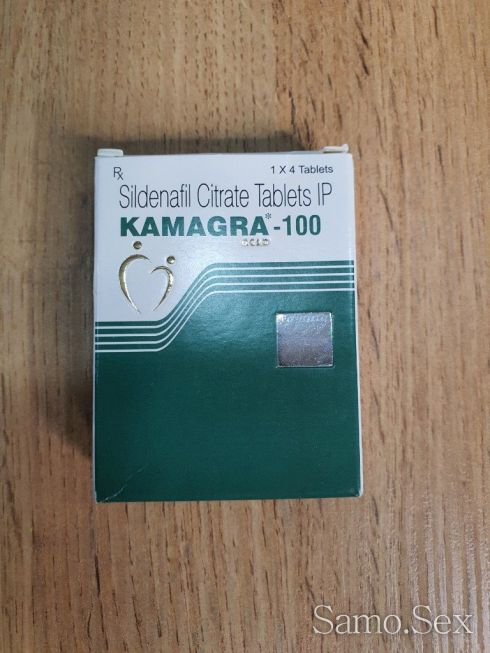 Rx
1 X 4 Tablets
Sildenafil Citrate Tablets IP
KAMAGRA*-100
GOLD
Samo.Sex